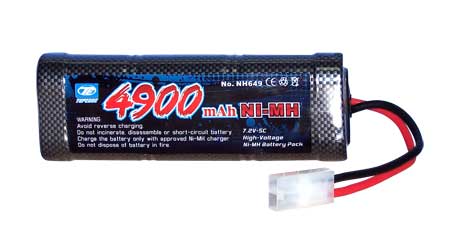 No. NH649 CE
4900 mAh Ni-MH
WARNING
Avoid reverse charging
Do not incinerate, disassemble or short-circuit battery
Charge the battery only with approved Ni-MH charger
Do not dispose of battery in fire
7.2V-5C
High-Voltage
Ni-MH Battery Pack